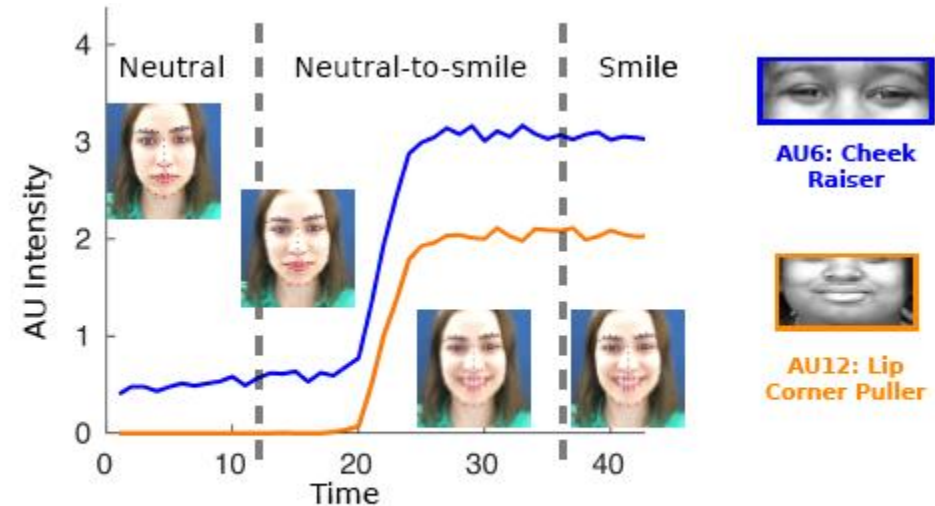 4
Neutral
Neutral-to-smile
Smile
3
AU6: Cheek
Raiser
2
AU Intensity
1
AU12: Lip
Corner Puller
0
0
10
20
30
40
Time